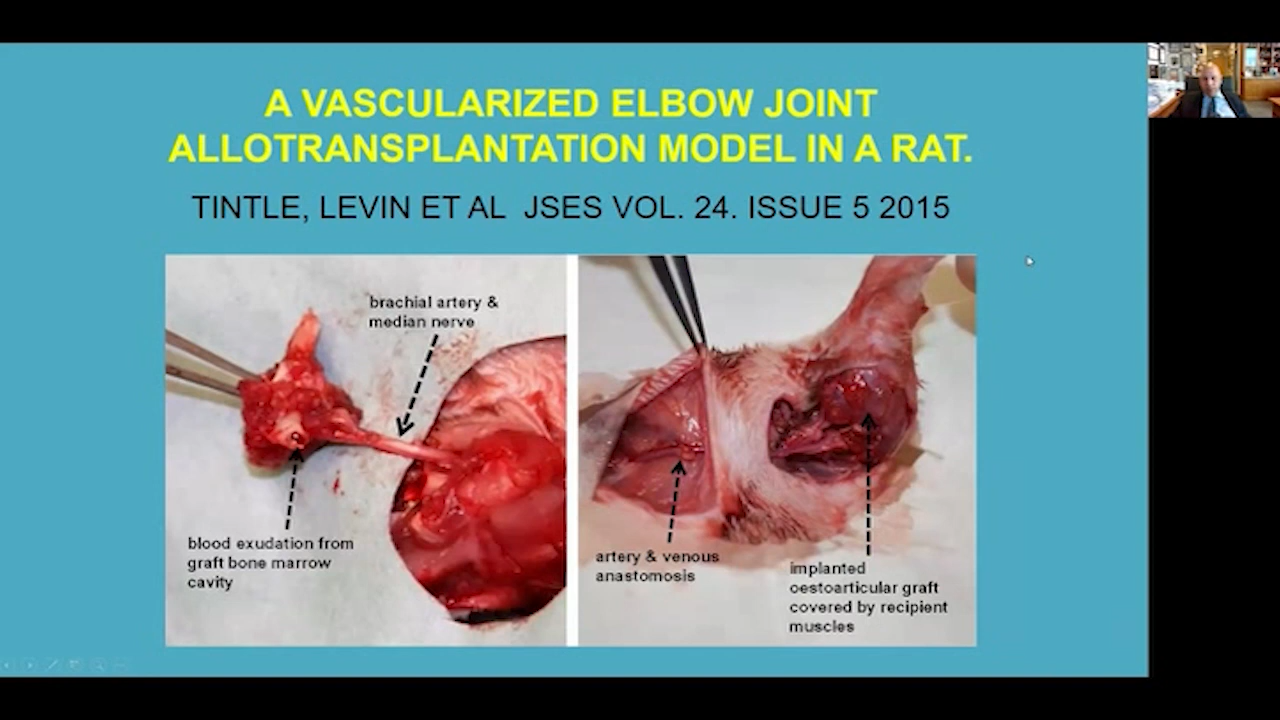 A VASCULARIZED ELBOW JOINT
ALLOTRANSPLANTATION MODEL IN A RAT.
TINTLE, LEVIN ET AL JSES VOL. 24. ISSUE 5 2015
brachial artery &
median nerve
blood exudation from
graft bone marrow
cavity
artery & venous
anastomosis
implanted
oestoarticular graft
covered by recipient
muscles